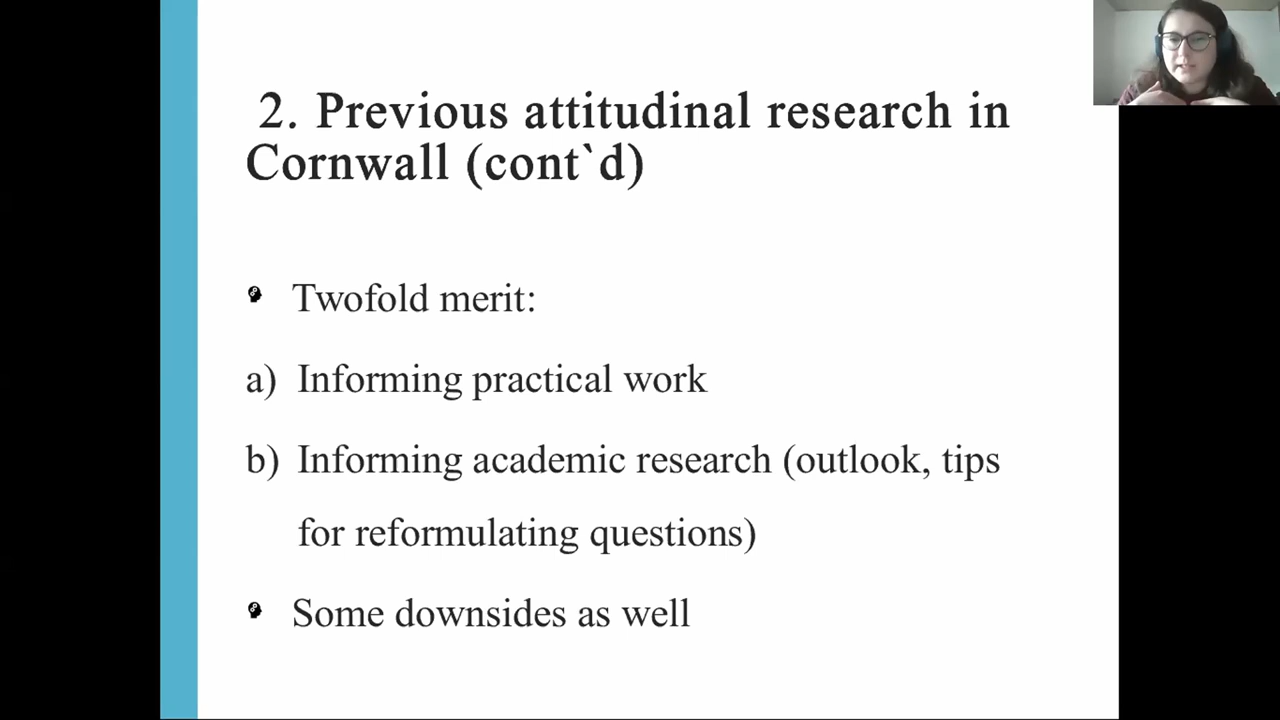 2. Previous attitudinal research in
Cornwall (cont`d)
Twofold merit:
a) Informing practical work
b) Informing academic research (outlook, tips
for reformulating questions)
Some downsides as well